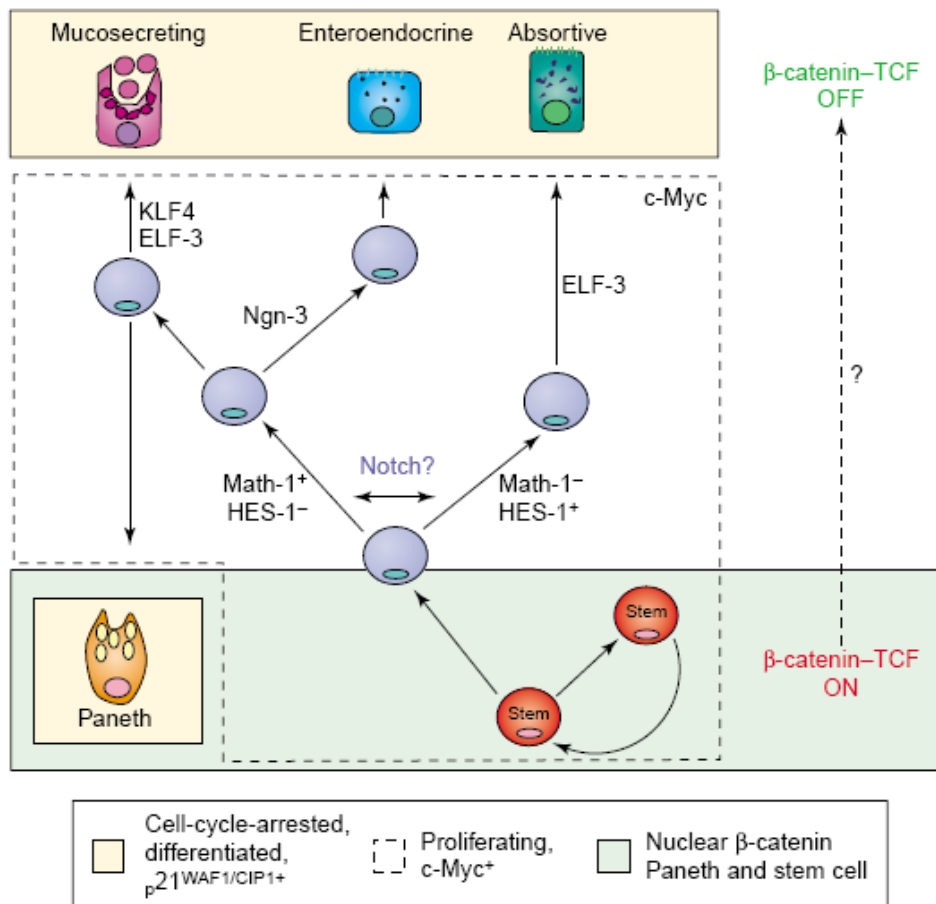 Mucosecreting
Enteroendocrine
Absortive
β-catenin–TCF
OFF
c-Myc
KLF4
ELF-3
Ngn-3
ELF-3
?
Notch?
Math-1⁺
HES-1⁻
Math-1⁻
HES-1⁺
Stem
Stem
Paneth
β-catenin–TCF
ON
Cell-cycle-arrested,
differentiated,
p21WAF1/CIP1+
Proliferating,
c-Myc⁺
Nuclear β-catenin
Paneth and stem cell